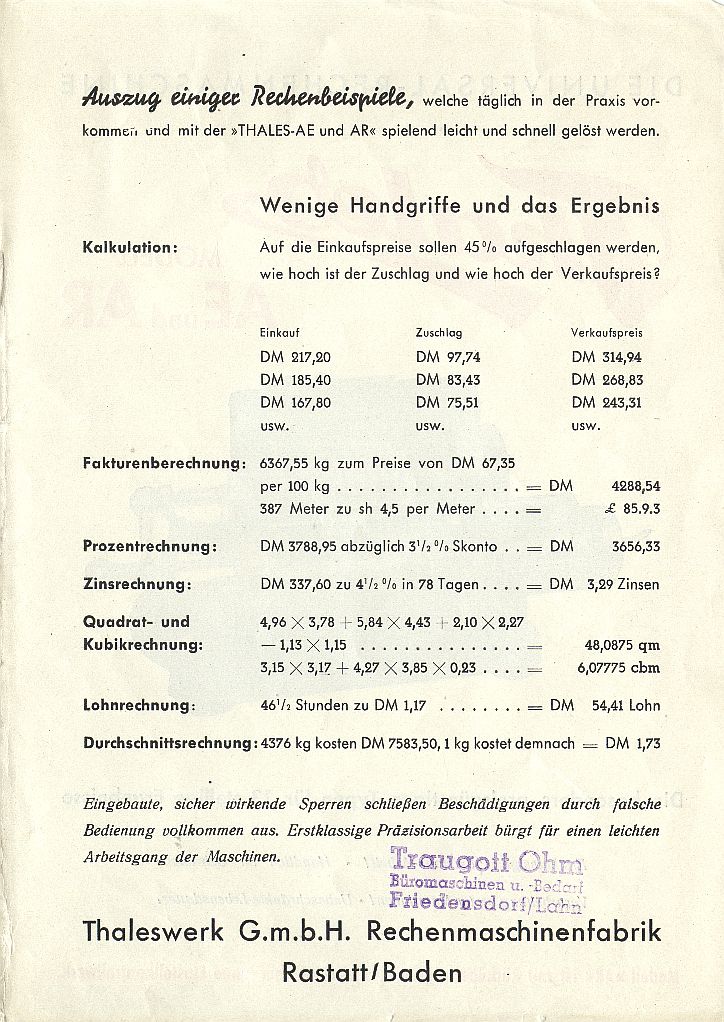 Auszug einiger Rechenbeispiele, welche täglich in der Praxis vor-
kommen und mit der »THALES-AE und AR« spielend leicht und schnell gelöst werden.
Wenige Handgriffe und das Ergebnis
Kalkulation: Auf die Einkaufspreise sollen 45 % aufgeschlagen werden,
wie hoch ist der Zuschlag und wie hoch der Verkaufspreis?
Einkauf Zuschlag Verkaufspreis
DM 217,20 DM 97,74 DM 314,94
DM 185,40 DM 83,43 DM 268,83
DM 167,80 DM 75,51 DM 243,31
usw. usw. usw.
Fakturenberechnung: 6367,55 kg zum Preise von DM 67,35
per 100 kg . . . . . . . . . . . . . . . . . = DM 4288,54
387 Meter zu sh 4,5 per Meter . . . . = £ 85.9.3
Prozentrechnung: DM 3788,95 abzüglich 3 1/2 % Skonto . . = DM 3656,33
Zinsrechnung: DM 337,60 zu 4 1/2 % in 78 Tagen . . . . = DM 3,29 Zinsen
Quadrat- und 4,96 × 3,78 + 5,84 × 4,43 + 2,10 × 2,27
Kubikrechnung: — 1,13 × 1,15 . . . . . . . . . . . . . . . = 48,0875 qm
3,15 × 3,17 + 4,27 × 3,85 × 0,23 . . . . = 6,07775 cbm
Lohnrechnung: 46 1/2 Stunden zu DM 1,17 . . . . . . . . = DM 54,41 Lohn
Durchschnittsrechnung: 4376 kg kosten DM 7583,50, 1 kg kostet demnach = DM 1,73
Eingebaute, sicher wirkende Sperren schließen Beschädigungen durch falsche
Bedienung vollkommen aus. Erstklassige Präzisionsarbeit bürgt für einen leichten
Arbeitsgang der Maschinen.
Traugott Ohm
Büromaschinen u. -Bedarf
Friedensdorf/Lahn
Thaleswerk G.m.b.H. Rechenmaschinenfabrik
Rastatt/Baden